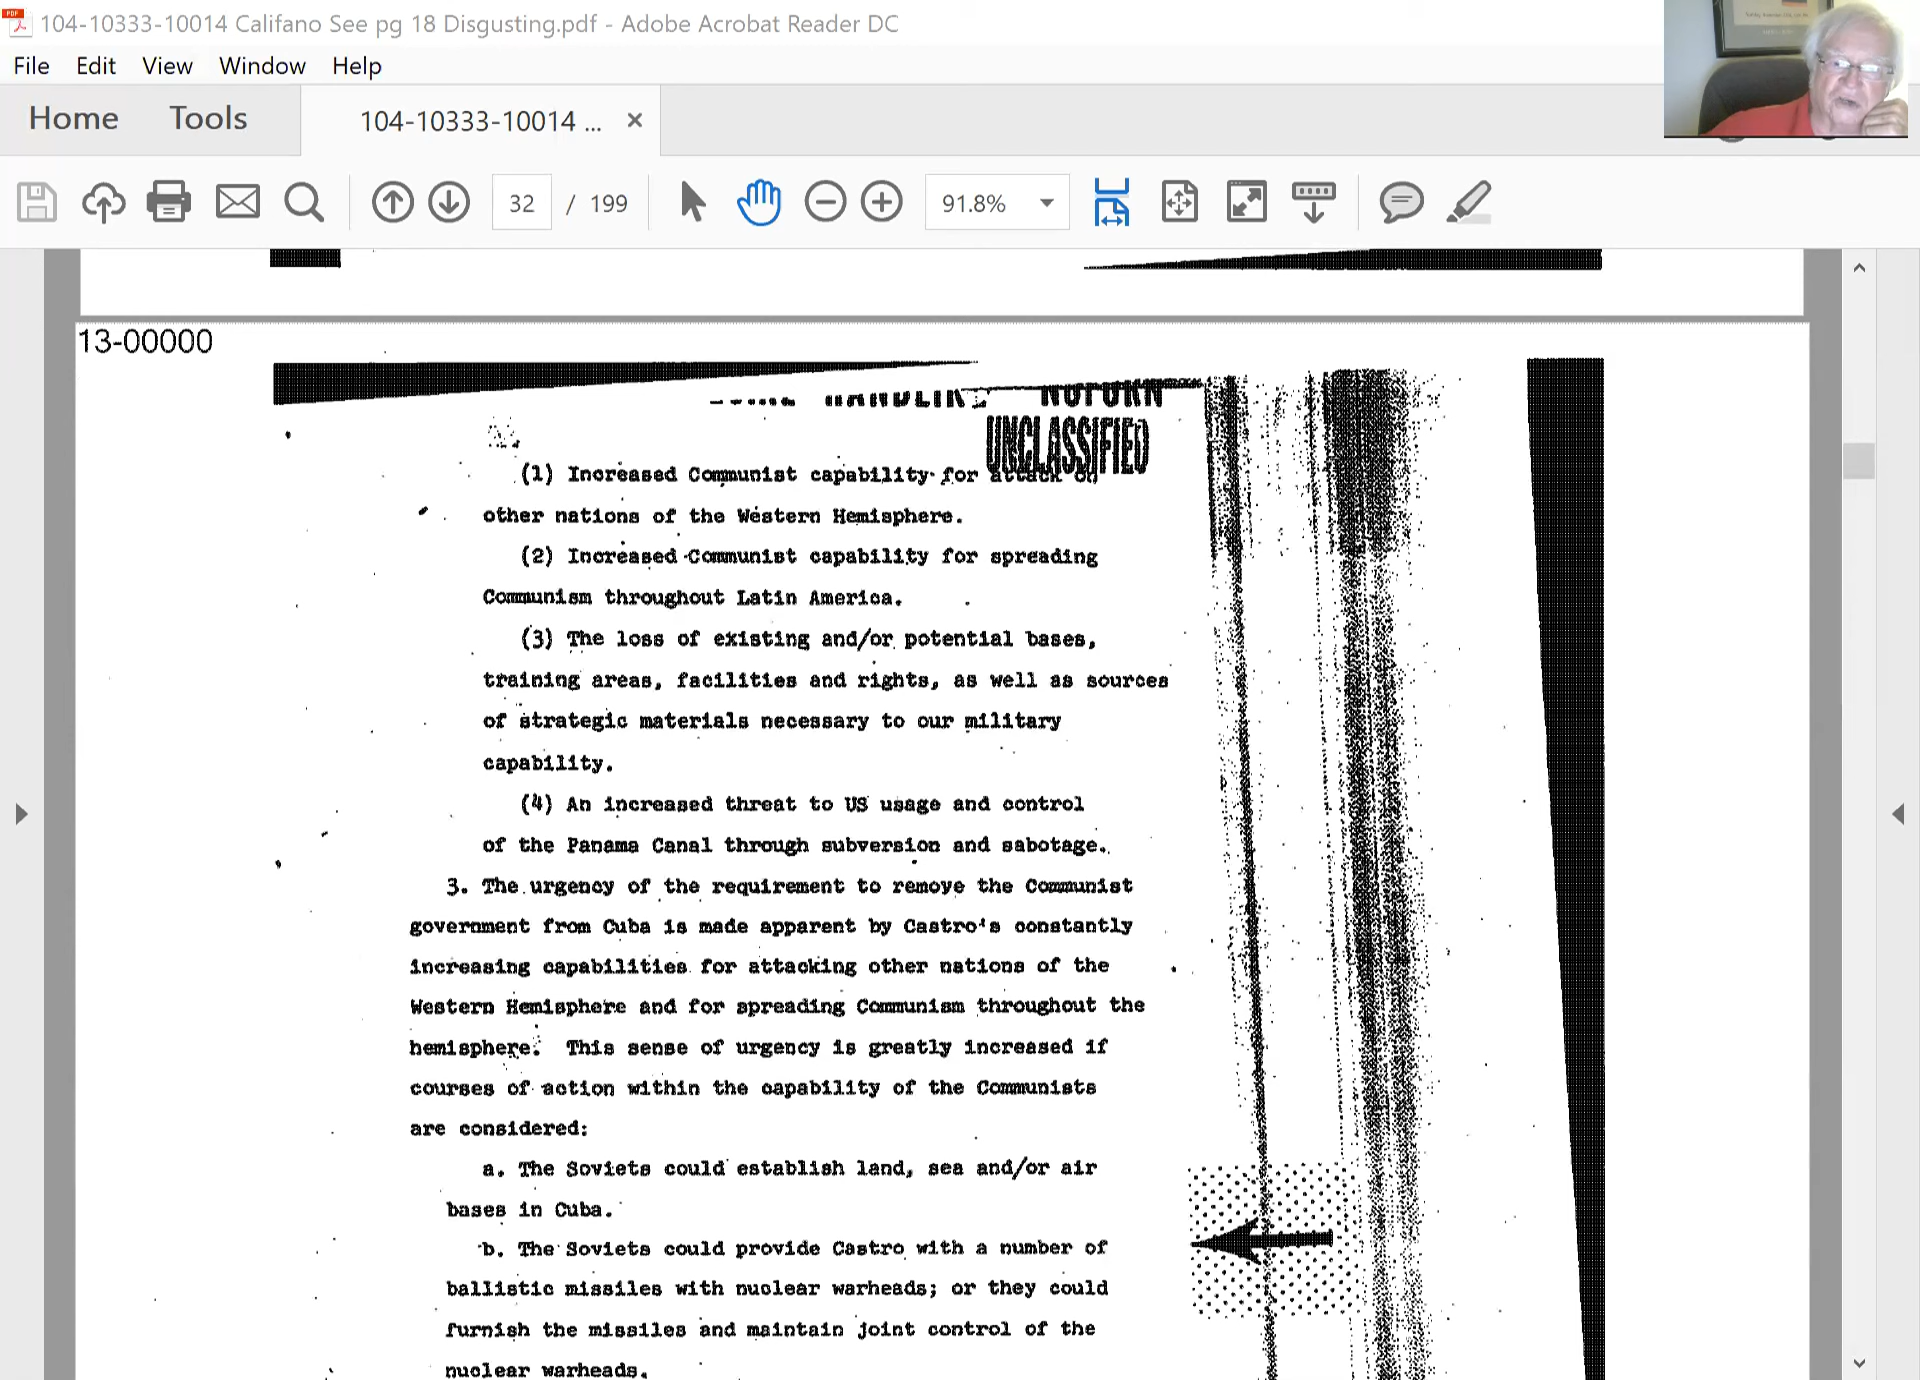 104-10333-10014 Califano See pg 18 Disgusting.pdf - Adobe Acrobat Reader DC
File Edit View Window Help
Home Tools 104-10333-10014 ...
32 / 199 91.8%
13-00000
NOFORN
UNCLASSIFIED
(1) Increased Communist capability for attack on
other nations of the Western Hemisphere.
(2) Increased Communist capability for spreading
Communism throughout Latin America.
(3) The loss of existing and/or potential bases,
training areas, facilities and rights, as well as sources
of strategic materials necessary to our military
capability.
(4) An increased threat to US usage and control
of the Panama Canal through subversion and sabotage.
3. The urgency of the requirement to remove the Communist
government from Cuba is made apparent by Castro's constantly
increasing capabilities for attacking other nations of the
Western Hemisphere and for spreading Communism throughout the
hemisphere. This sense of urgency is greatly increased if
courses of action within the capability of the Communists
are considered:
a. The Soviets could establish land, sea and/or air
bases in Cuba.
b. The Soviets could provide Castro with a number of
ballistic missiles with nuclear warheads; or they could
furnish the missiles and maintain joint control of the
nuclear warheads.